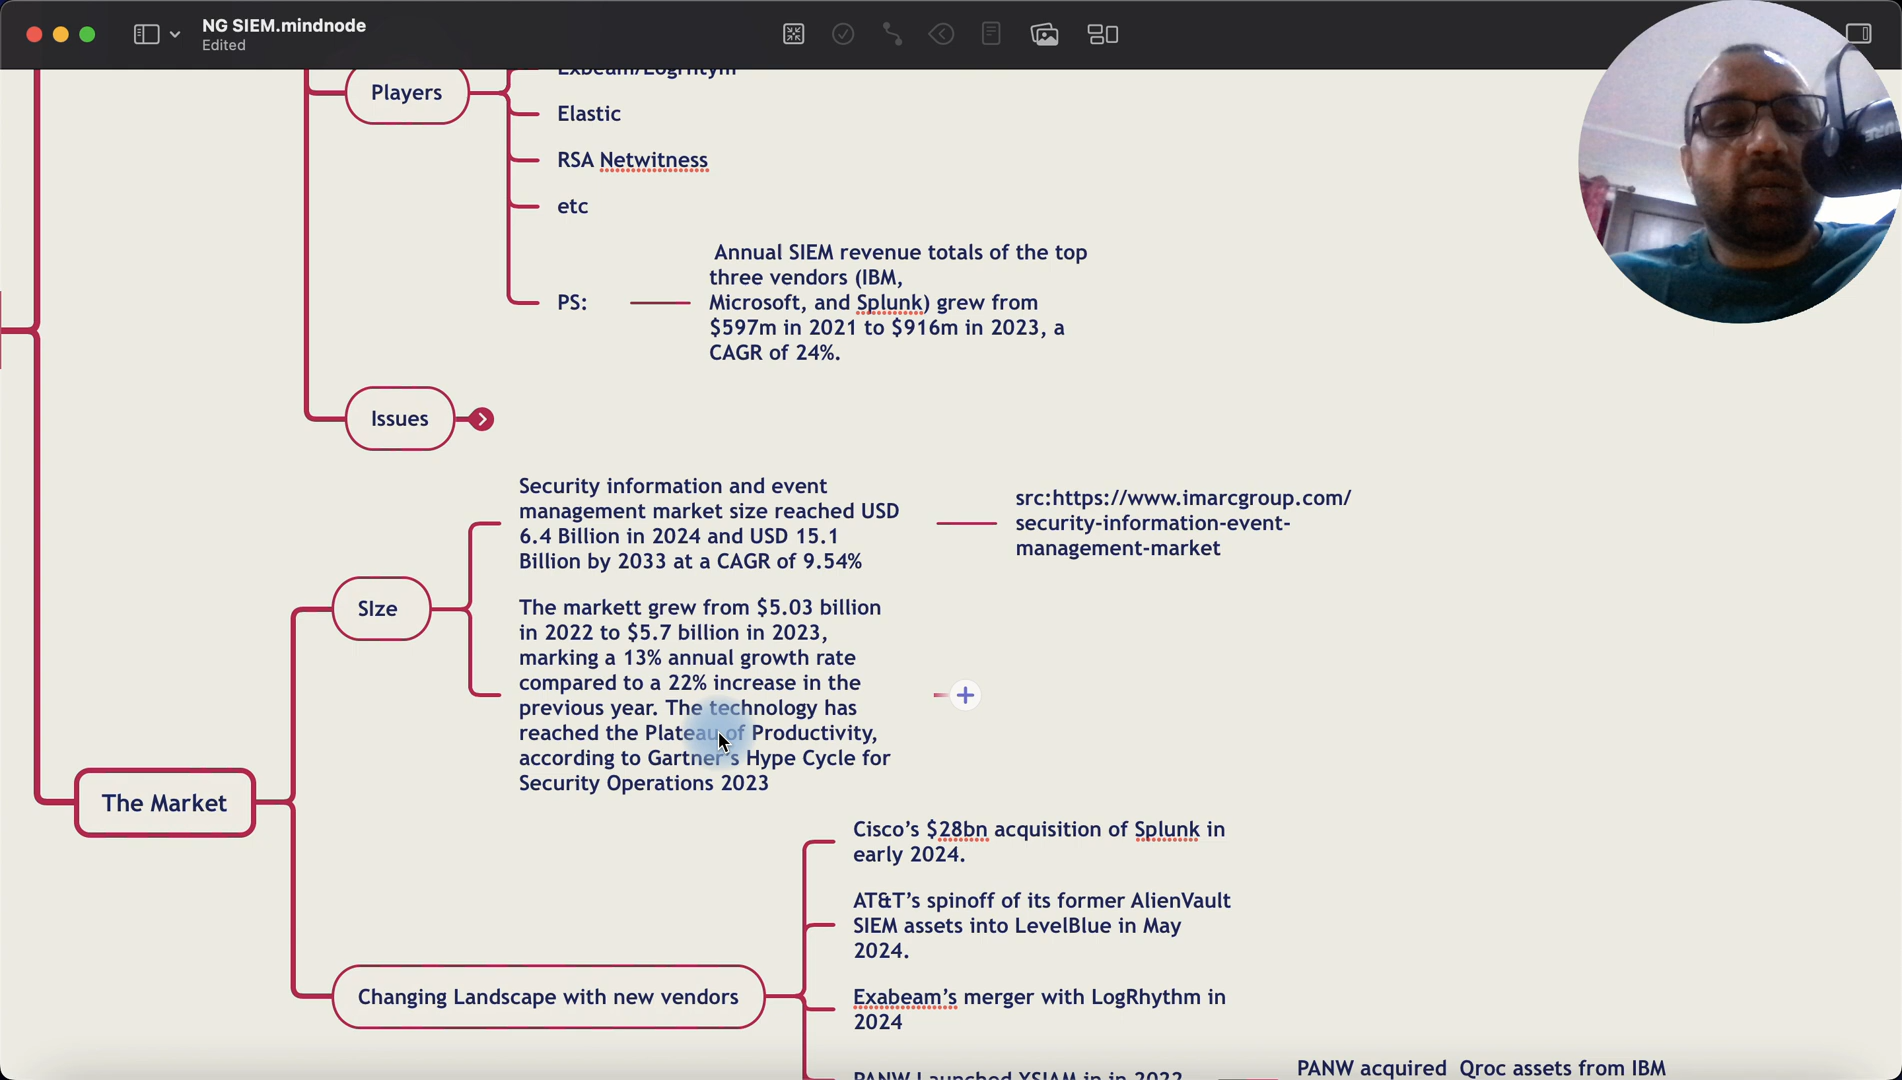 NG SIEM.mindnode
Edited
Players
Exbeam/LogRitym
Elastic
RSA Netwitness
etc
PS:
Annual SIEM revenue totals of the top
three vendors (IBM,
Microsoft, and Splunk) grew from
$597m in 2021 to $916m in 2023, a
CAGR of 24%.
Issues
Security information and event
management market size reached USD
6.4 Billion in 2024 and USD 15.1
Billion by 2033 at a CAGR of 9.54%
src:https://www.imarcgroup.com/
security-information-event-
management-market
SIze
The markett grew from $5.03 billion
in 2022 to $5.7 billion in 2023,
marking a 13% annual growth rate
compared to a 22% increase in the
previous year. The technology has
reached the Plateau of Productivity,
according to Gartner's Hype Cycle for
Security Operations 2023
The Market
Cisco’s $28bn acquisition of Splunk in
early 2024.
AT&T’s spinoff of its former AlienVault
SIEM assets into LevelBlue in May
2024.
Changing Landscape with new vendors
Exabeam’s merger with LogRhythm in
2024
PANW Launched XSIAM in in 2022
PANW acquired  Qroc assets from IBM